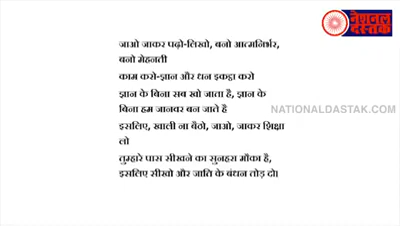 नेशनल
दस्तक
जाओ जाकर पढ़ो-लिखो, बनो आत्मनिर्भर,
बनो मेहनती
काम करो-ज्ञान और धन इकट्ठा करो
ज्ञान के बिना सब खो जाता है, ज्ञान के
बिना हम जानवर बन जाते है
NATIONALDASTAK.COM
इसलिए, खाली ना बैठो, जाओ, जाकर शिक्षा
लो
तुम्हारे पास सीखने का सुनहरा मौका है,
इसलिए सीखो और जाति के बंधन तोड़ दो।